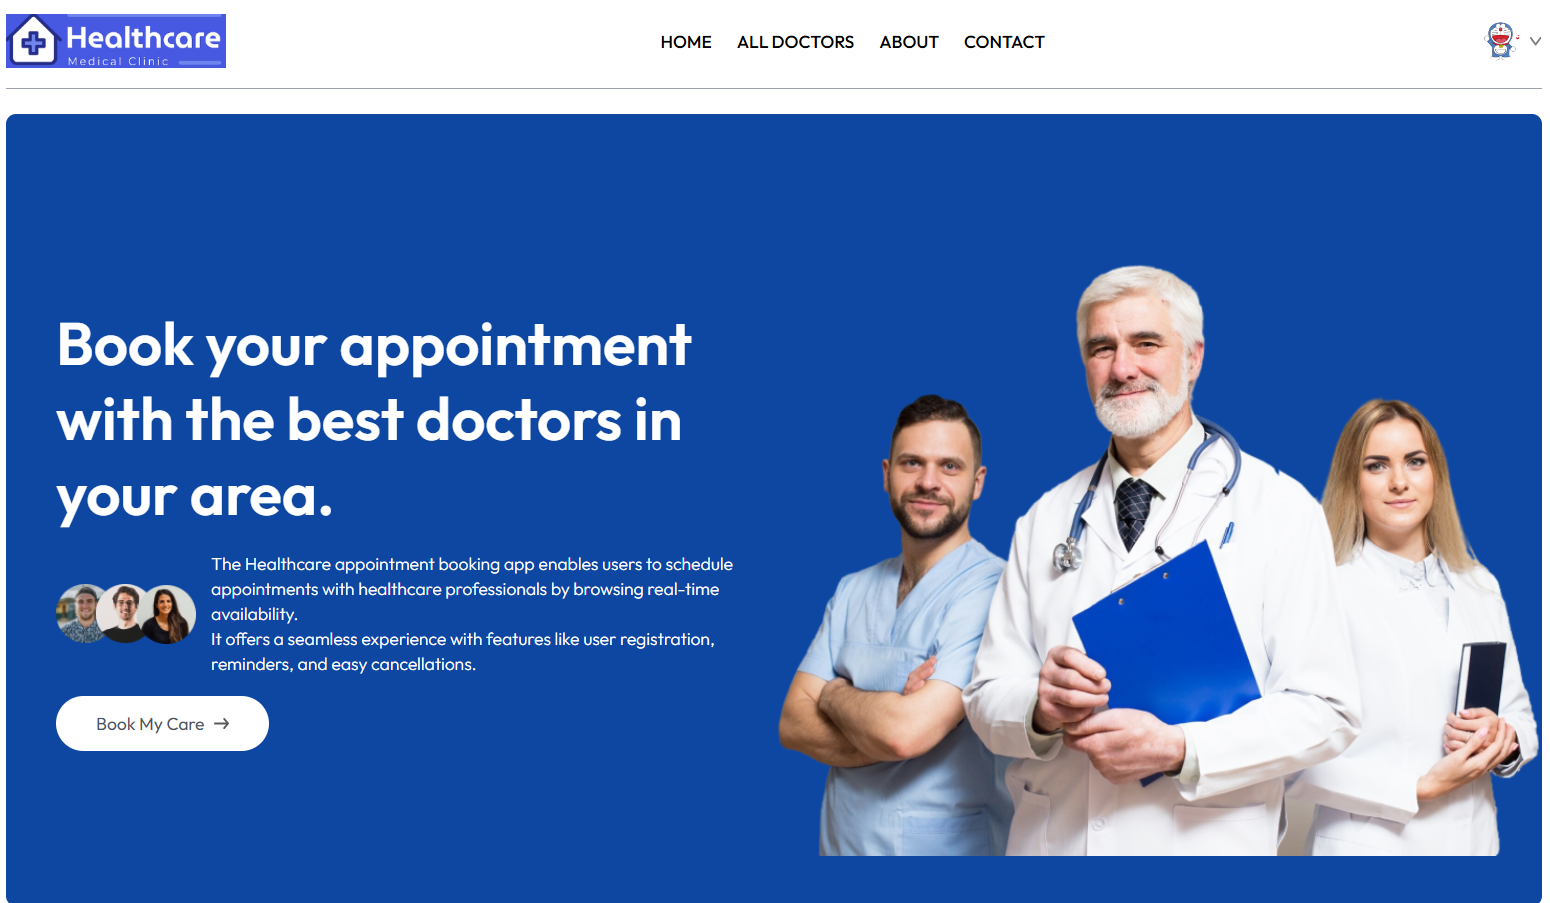 Healthcare
Medical Clinic
HOME ALL DOCTORS ABOUT CONTACT
Book your appointment
with the best doctors in
your area.
The Healthcare appointment booking app enables users to schedule
appointments with healthcare professionals by browsing real-time
availability.
It offers a seamless experience with features like user registration,
reminders, and easy cancellations.
Book My Care →